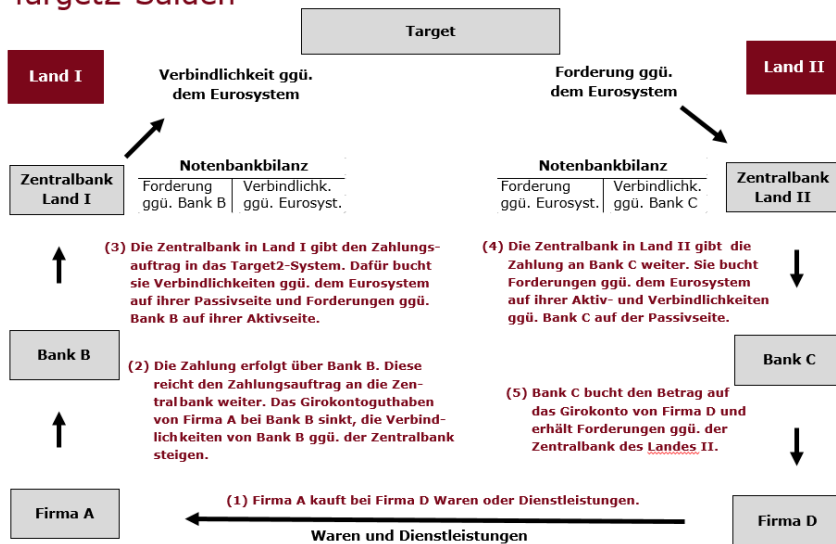 Target2-Salden
Target
Land I
Verbindlichkeit ggü.
dem Eurosystem
Forderung ggü.
dem Eurosystem
Land II
Zentralbank
Land I
Notenbankbilanz
Forderung
ggü. Bank B
Verbindlichk.
ggü. Eurosyst.
Notenbankbilanz
Forderung
ggü. Eurosyst.
Verbindlichk.
ggü. Bank C
Zentralbank
Land II
(3) Die Zentralbank in Land I gibt den Zahlungs-
auftrag in das Target2-System. Dafür bucht
sie Verbindlichkeiten ggü. dem Eurosystem
auf ihrer Passivseite und Forderungen ggü.
Bank B auf ihrer Aktivseite.
(4) Die Zentralbank in Land II gibt die
Zahlung an Bank C weiter. Sie bucht
Forderungen ggü. dem Eurosystem
auf ihrer Aktiv- und Verbindlichkeiten
ggü. Bank C auf der Passivseite.
Bank B
(2) Die Zahlung erfolgt über Bank B. Diese
reicht den Zahlungsauftrag an die Zen-
tralbank weiter. Das Girokontoguthaben
von Firma A bei Bank B sinkt, die Verbind-
lichkeiten von Bank B ggü. der Zentralbank
steigen.
Bank C
(5) Bank C bucht den Betrag auf
das Girokonto von Firma D und
erhält Forderungen ggü. der
Zentralbank des Landes II.
Firma A
(1) Firma A kauft bei Firma D Waren oder Dienstleistungen.
Waren und Dienstleistungen
Firma D